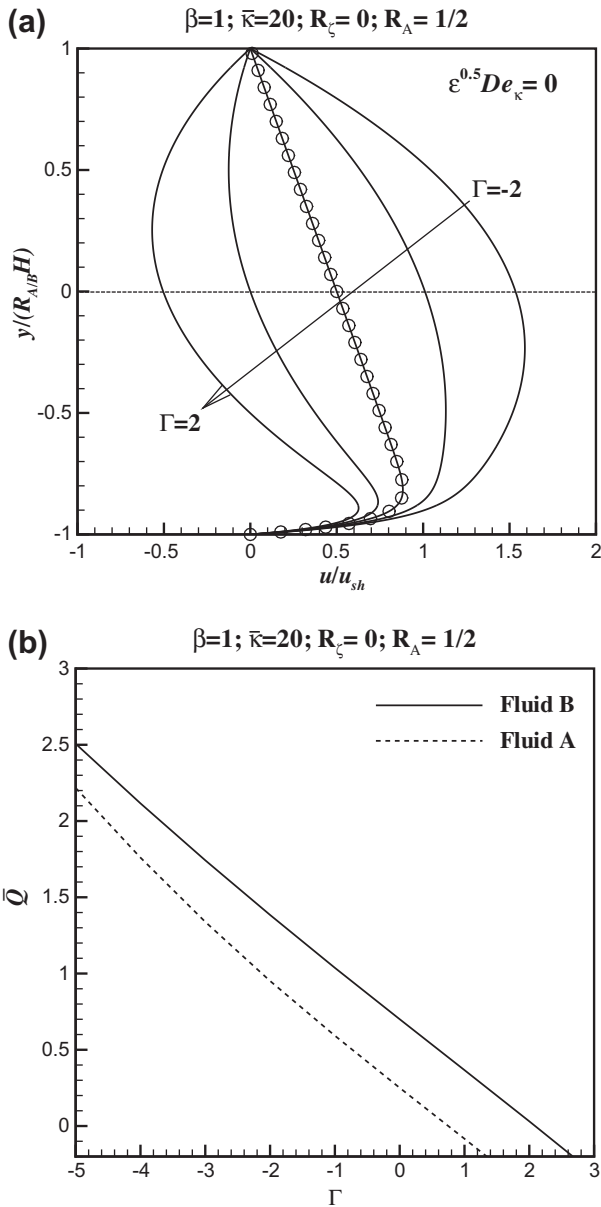 (a) β=1; κ̄=20; R_ζ= 0; R_A= 1/2
ε^0.5De_κ= 0
Γ=-2
Γ=2
y/(R_A/BH)
1
0.5
0
-0.5
-1
-1 -0.5 0 0.5 1 1.5 2
u/u_sh
(b) β=1; κ̄=20; R_ζ= 0; R_A= 1/2
Fluid B
Fluid A
Q̄
3
2.5
2
1.5
1
0.5
0
-5 -4 -3 -2 -1 0 1 2 3
Γ